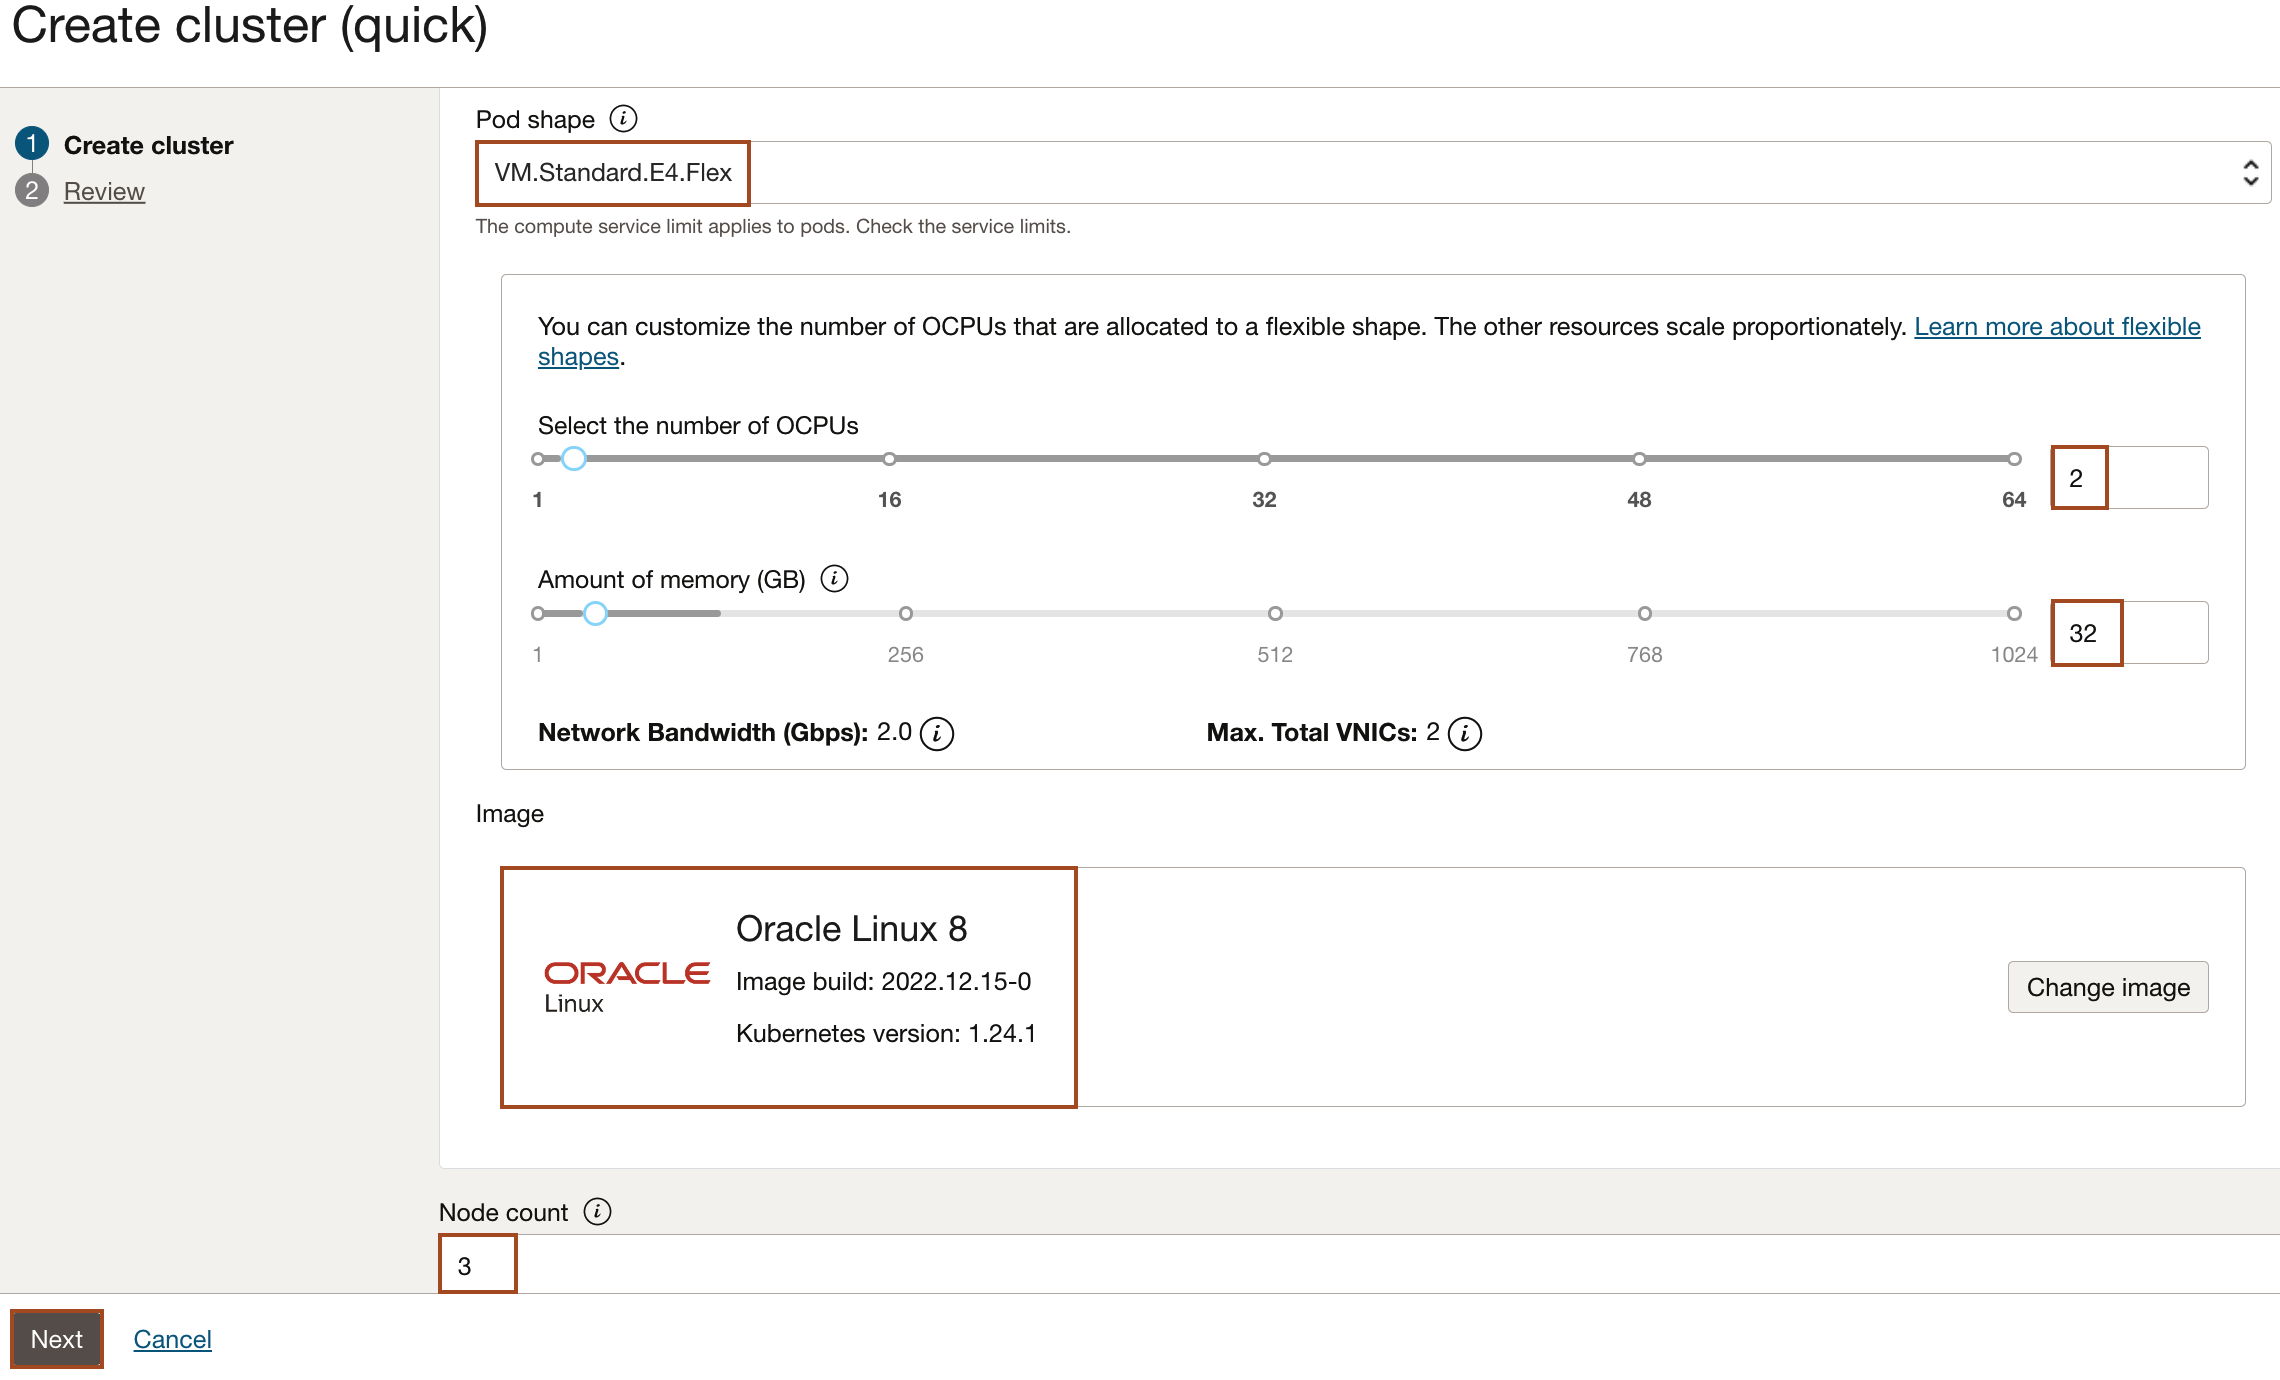 Create cluster (quick)
1 Create cluster
2 Review
Pod shape
VM.Standard.E4.Flex
The compute service limit applies to pods. Check the service limits.
You can customize the number of OCPUs that are allocated to a flexible shape. The other resources scale proportionately. Learn more about flexible
shapes.
Select the number of OCPUs
1 16 32 48 64
2
Amount of memory (GB)
1 256 512 768 1024
32
Network Bandwidth (Gbps): 2.0 Max. Total VNICs: 2
Image
ORACLE
Linux
Oracle Linux 8
Image build: 2022.12.15-0
Kubernetes version: 1.24.1
Change image
Node count
3
Next Cancel